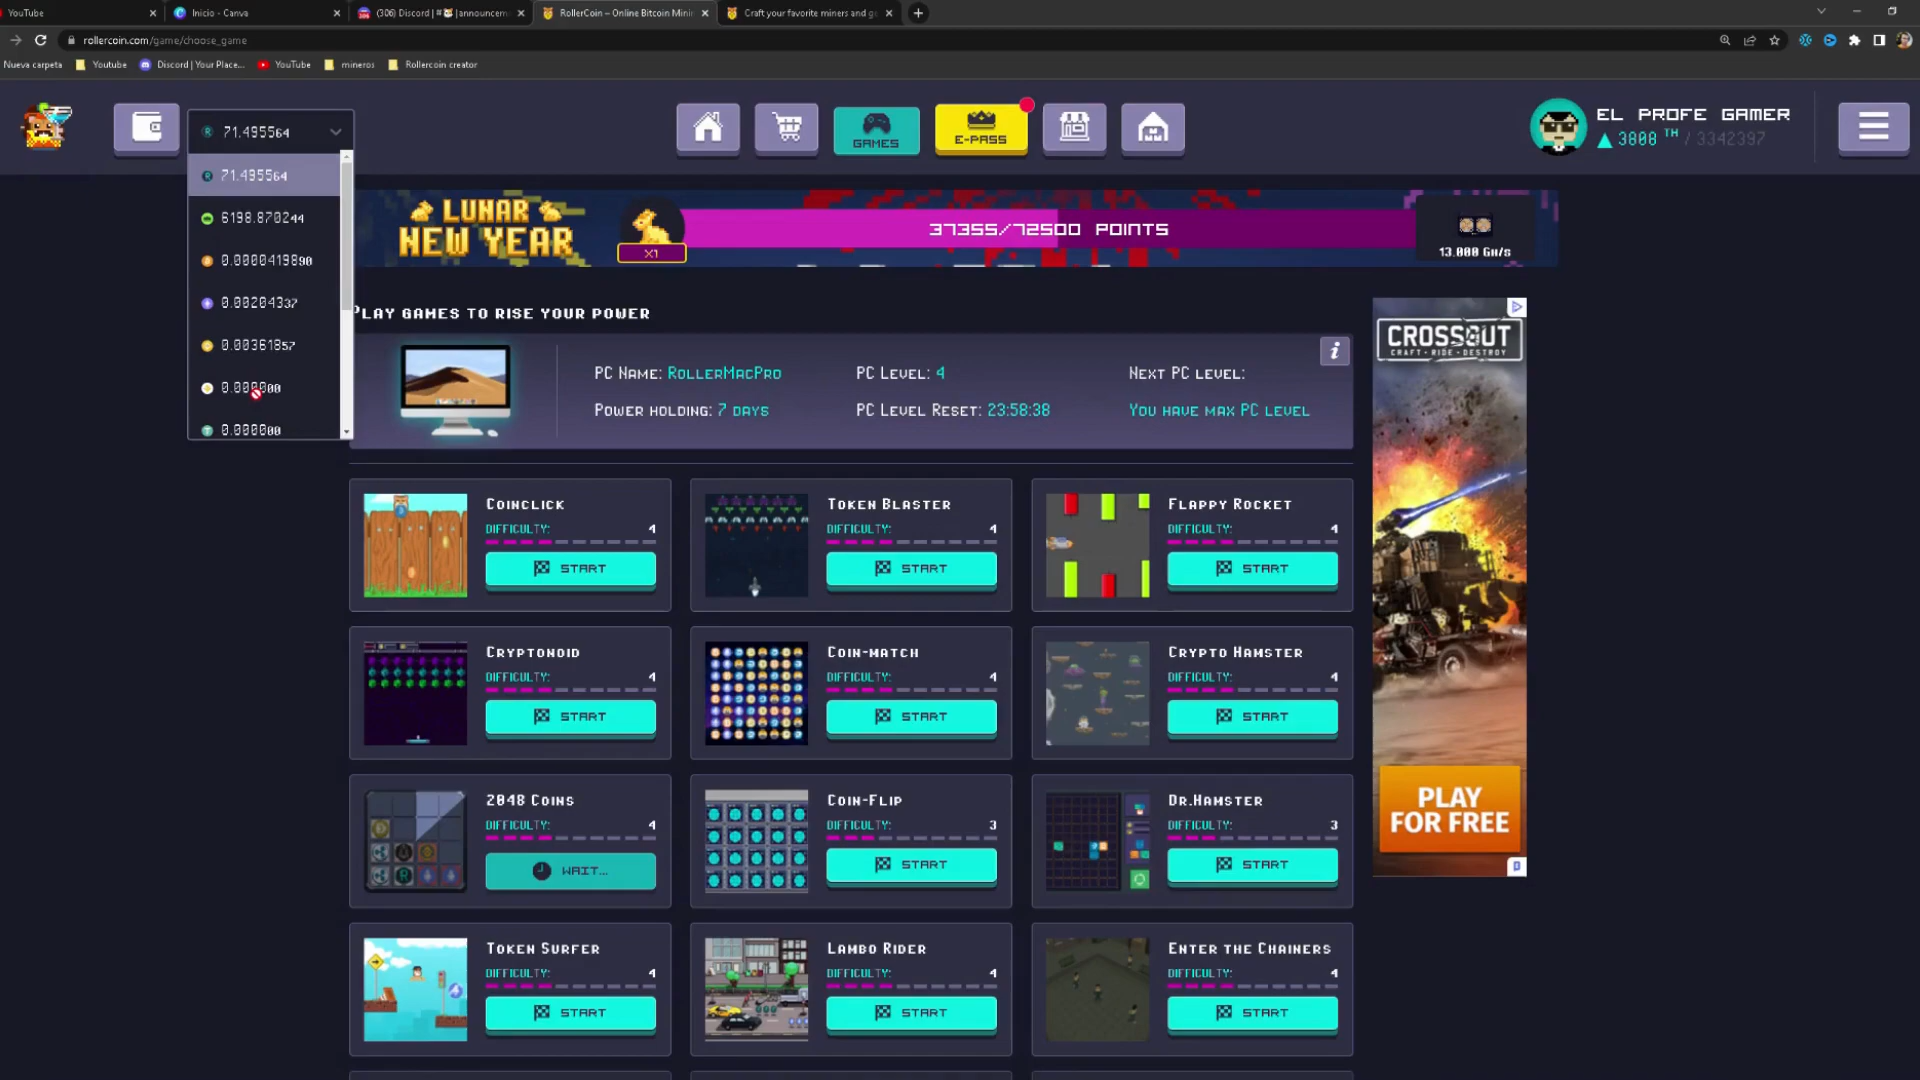 YouTube
Inicio - Canva
(306) Discord | #🐹|announcem
RollerCoin – Online Bitcoin Mini
Craft your favorite miners and g
rollercoin.com/game/choose_game
Nueva carpeta
Youtube
Discord | Your Place...
YouTube
mineros
Rollercoin creator
71.495564
GAMES
E-PASS
EL PROFE GAMER
3808 TH / 3342397
71.495564
6198.870244
0.0000419890
0.00204337
0.00361857
0.000000
0.000000
LUNAR
NEW YEAR
X1
37355/72500 POINTS
13.000 GH/S
PLAY GAMES TO RISE YOUR POWER
PC NAME: ROLLERMACPRO
PC LEVEL: 4
NEXT PC LEVEL:
POWER HOLDING: 7 DAYS
PC LEVEL RESET: 23:58:38
YOU HAVE MAX PC LEVEL
COINCLICK
DIFFICULTY: 4
START
TOKEN BLASTER
DIFFICULTY: 4
START
FLAPPY ROCKET
DIFFICULTY: 4
START
CRYPTONOID
DIFFICULTY: 4
START
COIN-MATCH
DIFFICULTY: 4
START
CRYPTO HAMSTER
DIFFICULTY: 4
START
2048 COINS
DIFFICULTY: 4
WAIT...
COIN-FLIP
DIFFICULTY: 3
START
DR.HAMSTER
DIFFICULTY: 3
START
TOKEN SURFER
DIFFICULTY: 4
START
LAMBO RIDER
DIFFICULTY: 4
START
ENTER THE CHAINERS
DIFFICULTY: 4
START
CROSSOUT
CRAFT · RIDE · DESTROY
PLAY
FOR FREE